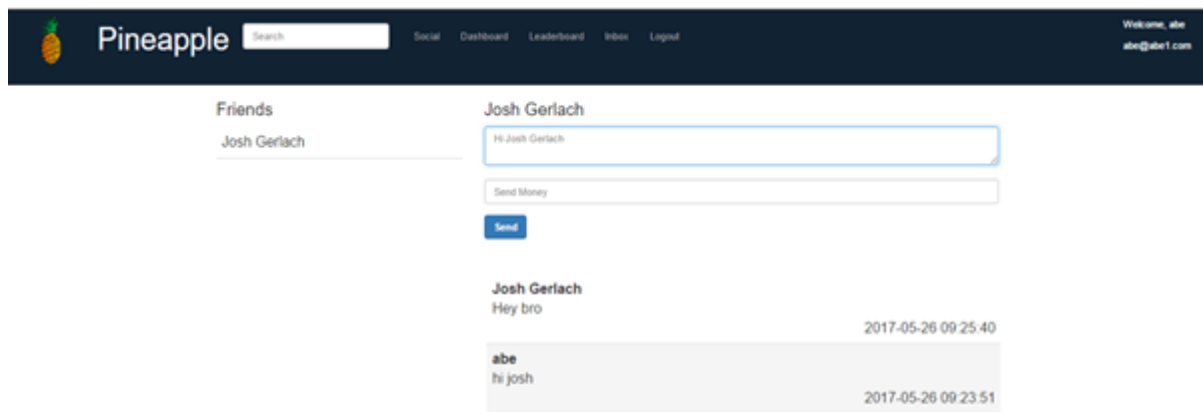 Pineapple
Search
Social Dashboard Leaderboard Inbox Logout
Welcome, abe
abe@abe1.com
Friends
Josh Gerlach
Josh Gerlach
Hi Josh Gerlach
Send Money
Send
Josh Gerlach
Hey bro
2017-05-26 09:25:40
abe
hi josh
2017-05-26 09:23:51